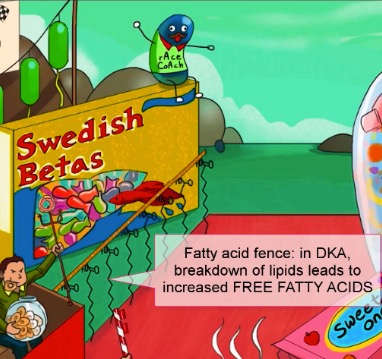 rAce
CoAch
Swedish
Betas
Fatty acid fence: in DKA,
breakdown of lipids leads to
increased FREE FATTY ACIDS
Sweet
one